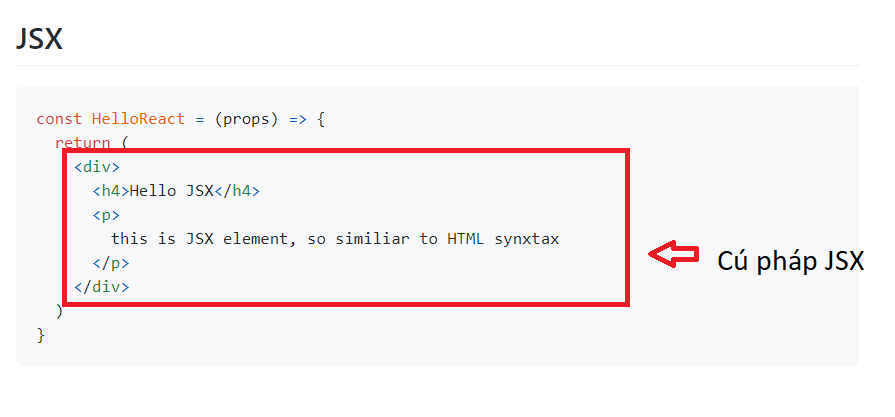 JSX
const HelloReact = (props) => {
return (
<div>
<h4>Hello JSX</h4>
<p>
this is JSX element, so similiar to HTML synxtax
</p>
</div>
)
}
Cú pháp JSX